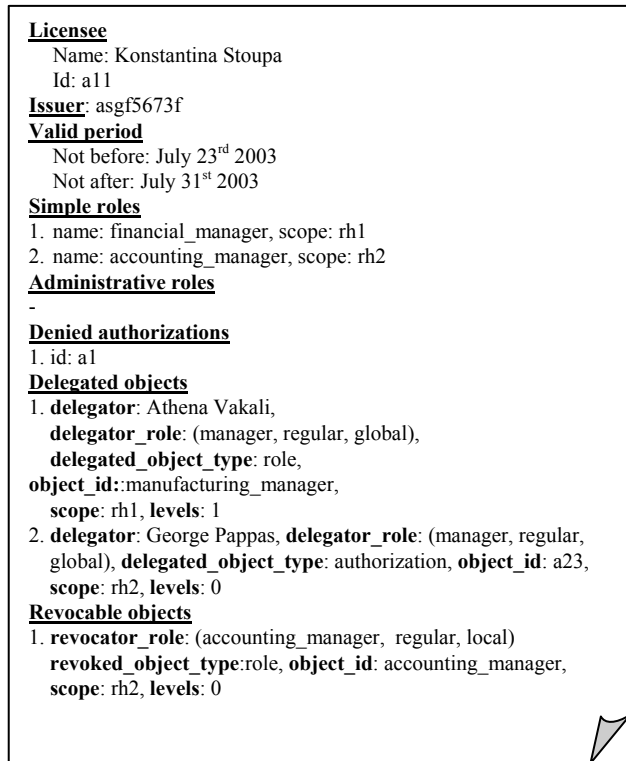 Licensee
Name: Konstantina Stoupa
Id: a11
Issuer: asgf5673f
Valid period
Not before: July 23rd 2003
Not after: July 31st 2003
Simple roles
1. name: financial_manager, scope: rh1
2. name: accounting_manager, scope: rh2
Administrative roles
-
Denied authorizations
1. id: a1
Delegated objects
1. delegator: Athena Vakali,
delegator_role: (manager, regular, global),
delegated_object_type: role,
object_id::manufacturing_manager,
scope: rh1, levels: 1
2. delegator: George Pappas, delegator_role: (manager, regular,
global), delegated_object_type: authorization, object_id: a23,
scope: rh2, levels: 0
Revocable objects
1. revocator_role: (accounting_manager, regular, local)
revoked_object_type:role, object_id: accounting_manager,
scope: rh2, levels: 0